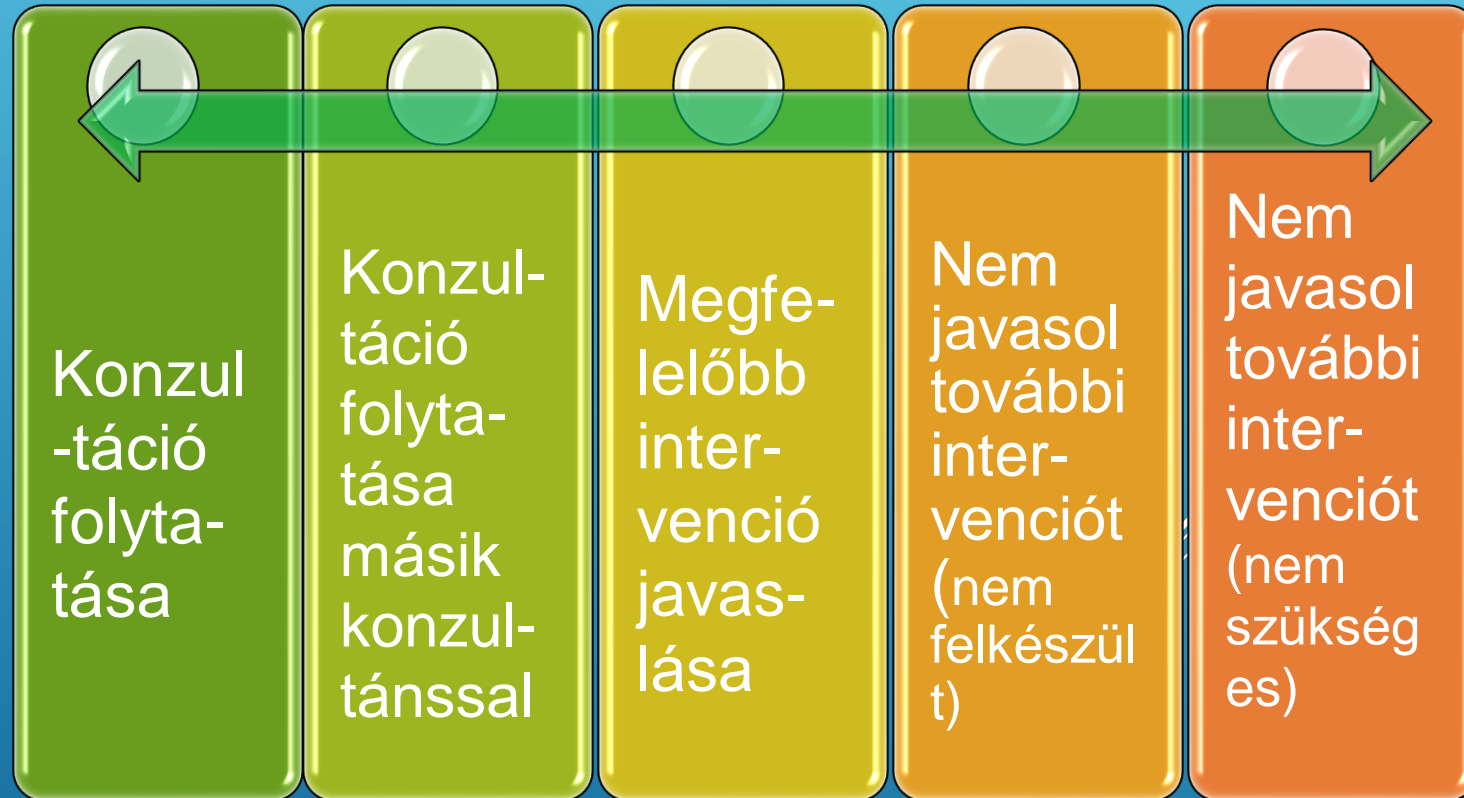 Konzul
-táció
folyta-
tása
Konzul-
táció
folyta-
tása
másik
konzul-
tánssal
Megfe-
lelőbb
inter-
venció
javas-
lása
Nem
javasol
további
inter-
venciót
(nem
felkészül
t)
Nem
javasol
további
inter-
venciót
(nem
szükség
es)